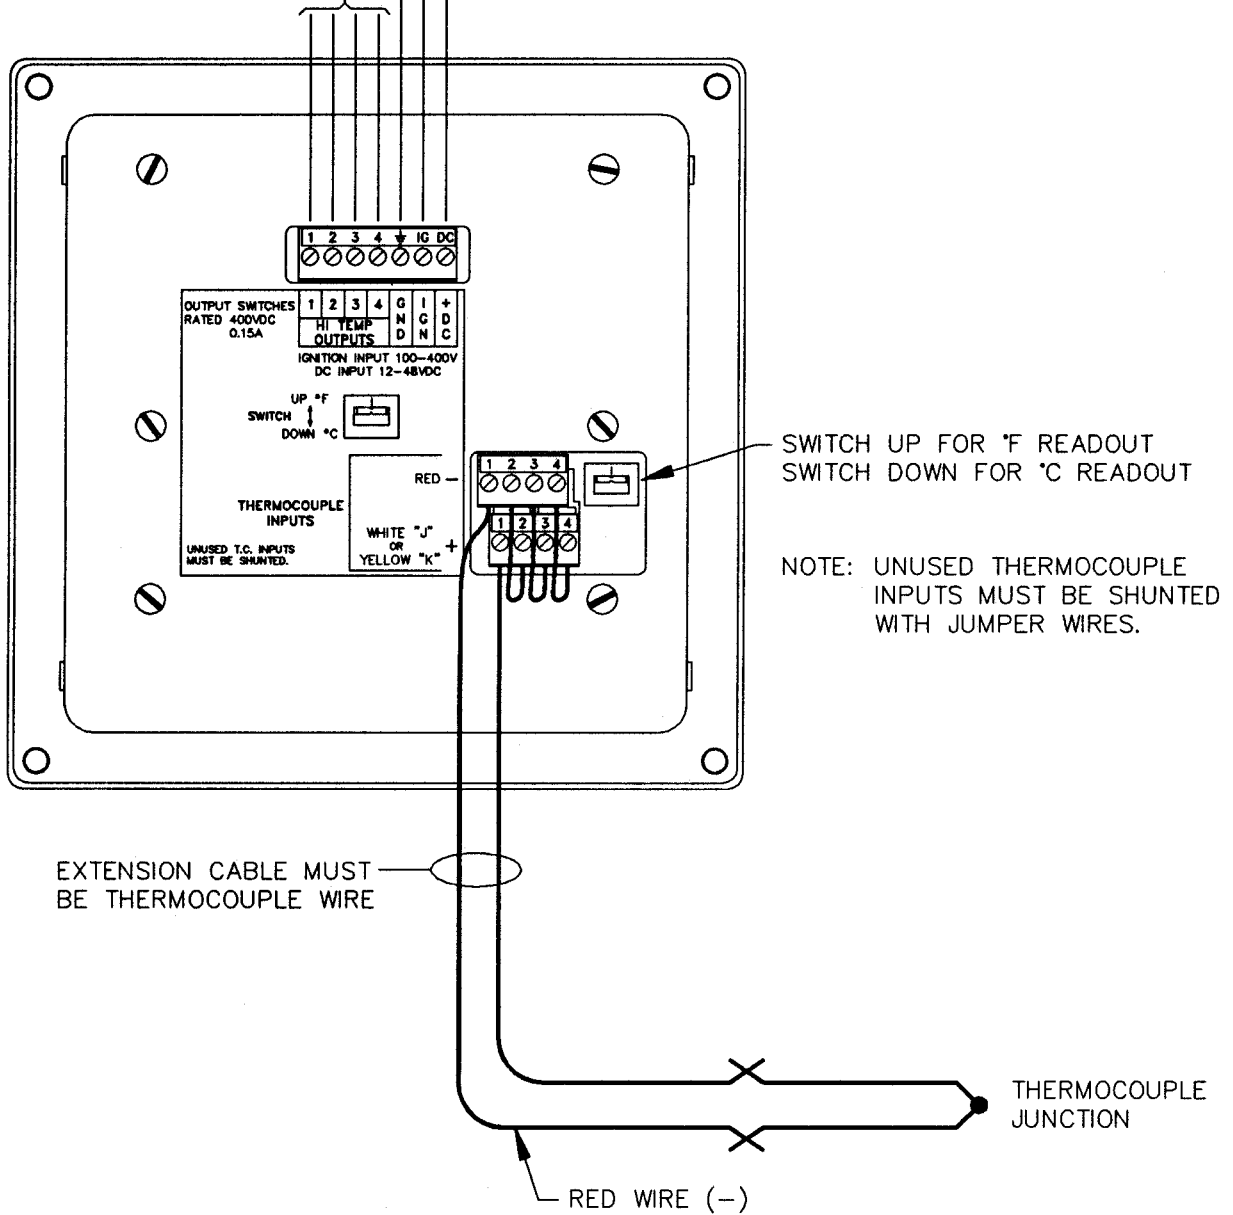 1 2 3 4 ⏚ IG DC
OUTPUT SWITCHES
RATED 400VDC
0.15A
1 2 3 4 GND IGN +DC
HI TEMP
OUTPUTS
IGNITION INPUT 100-400V
DC INPUT 12-48VDC
UP °F
SWITCH
DOWN °C
RED -
THERMOCOUPLE
INPUTS
WHITE "J"
OR
YELLOW "K"
+
UNUSED T.C. INPUTS
MUST BE SHUNTED.
1 2 3 4
1 2 3 4
SWITCH UP FOR °F READOUT
SWITCH DOWN FOR °C READOUT
NOTE: UNUSED THERMOCOUPLE
INPUTS MUST BE SHUNTED
WITH JUMPER WIRES.
EXTENSION CABLE MUST
BE THERMOCOUPLE WIRE
THERMOCOUPLE
JUNCTION
RED WIRE (-)